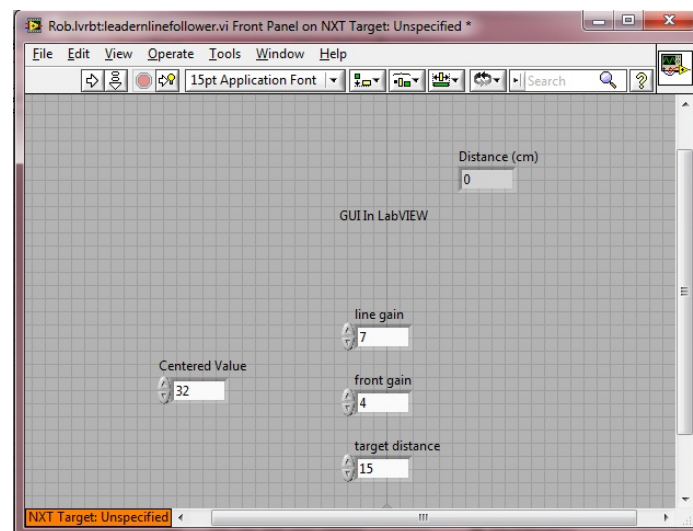 Rob.lvrbt:leadernlinefollower.vi Front Panel on NXT Target: Unspecified *
File Edit View Operate Tools Window Help
15pt Application Font Search ?
Distance (cm)
0
GUI In LabVIEW
line gain
7
Centered Value
32
front gain
4
target distance
15
NXT Target: Unspecified